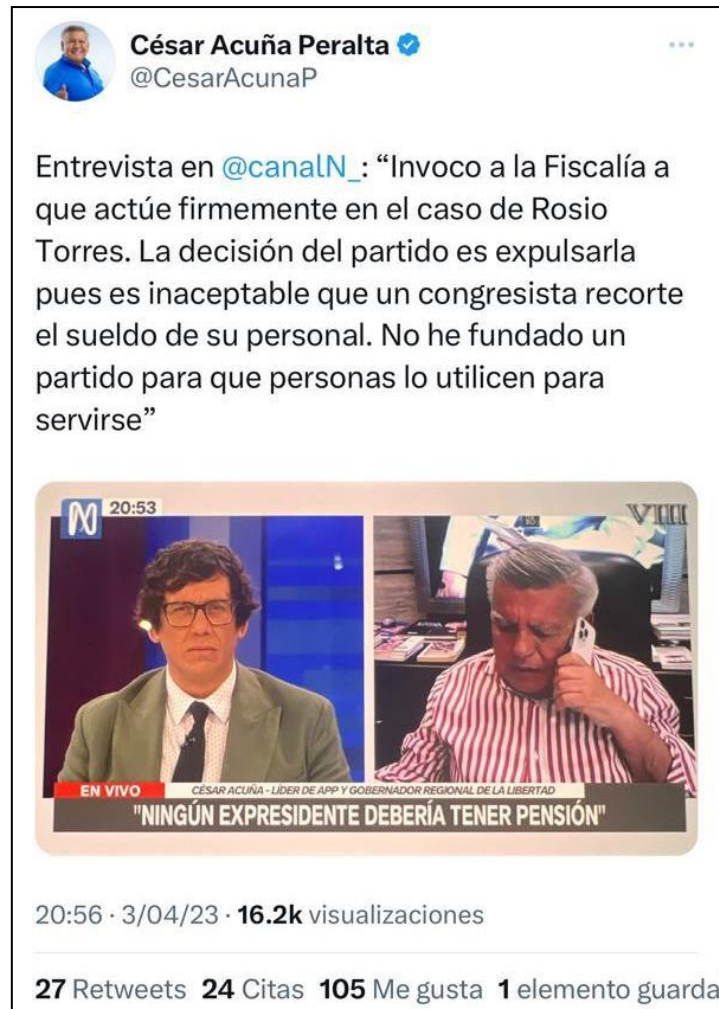 César Acuña Peralta
@CesarAcunaP
Entrevista en @canalN_: “Invoco a la Fiscalía a
que actúe firmemente en el caso de Rosio
Torres. La decisión del partido es expulsarla
pues es inaceptable que un congresista recorte
el sueldo de su personal. No he fundado un
partido para que personas lo utilicen para
servirse”
N 20:53
VIII
EN VIVO CÉSAR ACUÑA - LÍDER DE APP Y GOBERNADOR REGIONAL DE LA LIBERTAD
"NINGÚN EXPRESIDENTE DEBERÍA TENER PENSIÓN"
20:56 · 3/04/23 · 16.2k visualizaciones
27 Retweets 24 Citas 105 Me gusta 1 elemento guarda